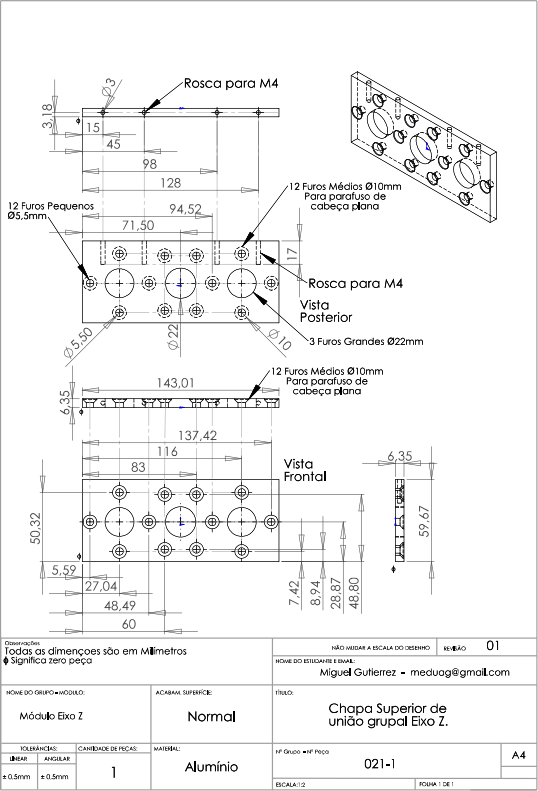 Ø3
Rosca para M4
3,18
15
45
98
128
12 Furos Pequenos
Ø5,5mm
94,52
71,50
12 Furos Médios Ø10mm
Para parafuso de
cabeça plana
17
Rosca para M4
Vista
Posterior
3 Furos Grandes Ø22mm
Ø5,50
Ø22
Ø10
12 Furos Médios Ø10mm
Para parafuso de
cabeça plana
143,01
6,35
137,42
116
83
Vista
Frontal
6,35
50,32
59,67
5,59
27,04
48,49
60
7,42
8,94
28,87
48,80
Observações
Todas as dimençoes são em Milimetros
Significa zero peça
NÃO MUDAR A ESCALA DO DESENHO
REVISÃO
01
NOME DO ESTUDANTE E EMAIL:
Miguel Gutierrez - meduag@gmail.com
NOME DO GRUPO - MÓDULO:
Módulo Eixo Z
ACABAM. SUPERFÍCIE:
Normal
TÍTULO:
Chapa Superior de
união grupal Eixo Z.
TOLERÂNCIAS:
LINEAR
ANGULAR
± 0,5mm
± 0,5mm
CANTIDADE DE PEÇAS:
1
MATERIAL:
Alumínio
Nº Grupo - Nº Peça
021-1
A4
ESCALA:1:2
FOLHA 1 DE 1